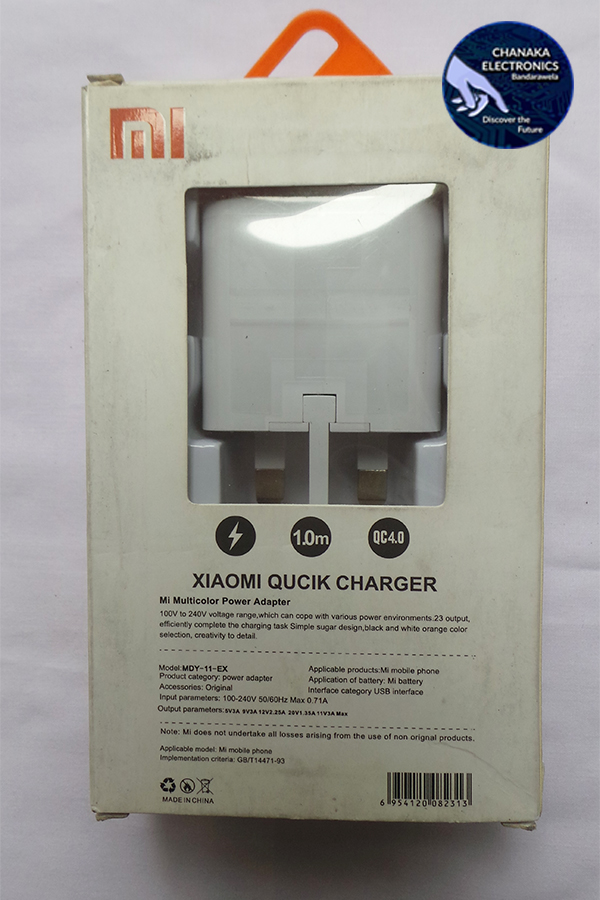 CHANAKA
ELECTRONICS
Bandarawela
Discover the
Future
mi
1.0m
QC4.0
XIAOMI QUCIK CHARGER
Mi Multicolor Power Adapter
100V to 240V voltage range,which can cope with various power environments.23 output,
efficiently complete the charging task Simple sugar design,black and white orange color
selection, creativity to detail.
Model:MDY-11-EX
Product category: power adapter
Accessories: Original
Input parameters: 100-240V 50/60Hz Max 0.71A
Output parameters:5V3A 9V3A12V2.25A 20V1.35A11V3A Max
Applicable products:Mi mobile phone
Application of battery: Mi battery
Interface category USB interface
Note: Mi does not undertake all losses arising from the use of non orignal products.
Applicable model: Mi mobile phone
Implementation criteria: GB/T14471-93
MADE IN CHINA
6 954120 082313